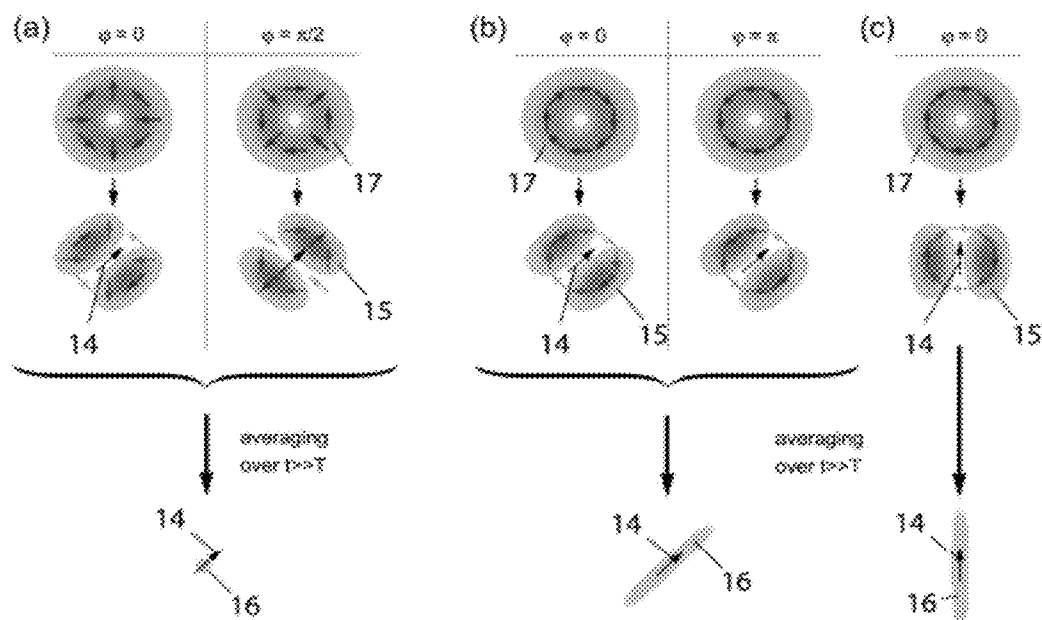 (a)
φ = 0
φ = π/2
17
14
15
averaging
over t>>T
14
16
(b)
φ = 0
φ = π
17
14
15
averaging
over t>>T
14
16
(c)
φ = 0
17
14
15
14
16